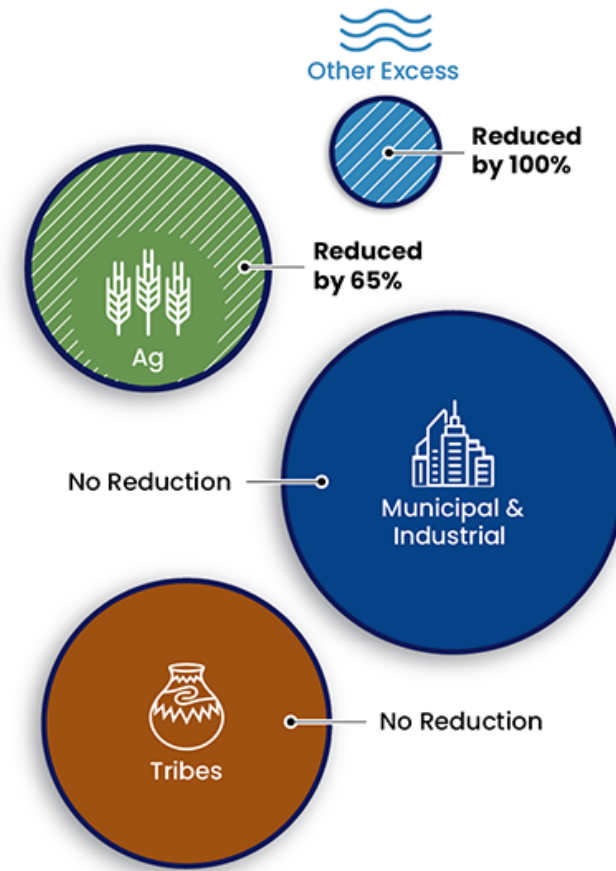 Other Excess
Reduced
by 100%
Reduced
by 65%
Ag
No Reduction
Municipal &
Industrial
No Reduction
Tribes